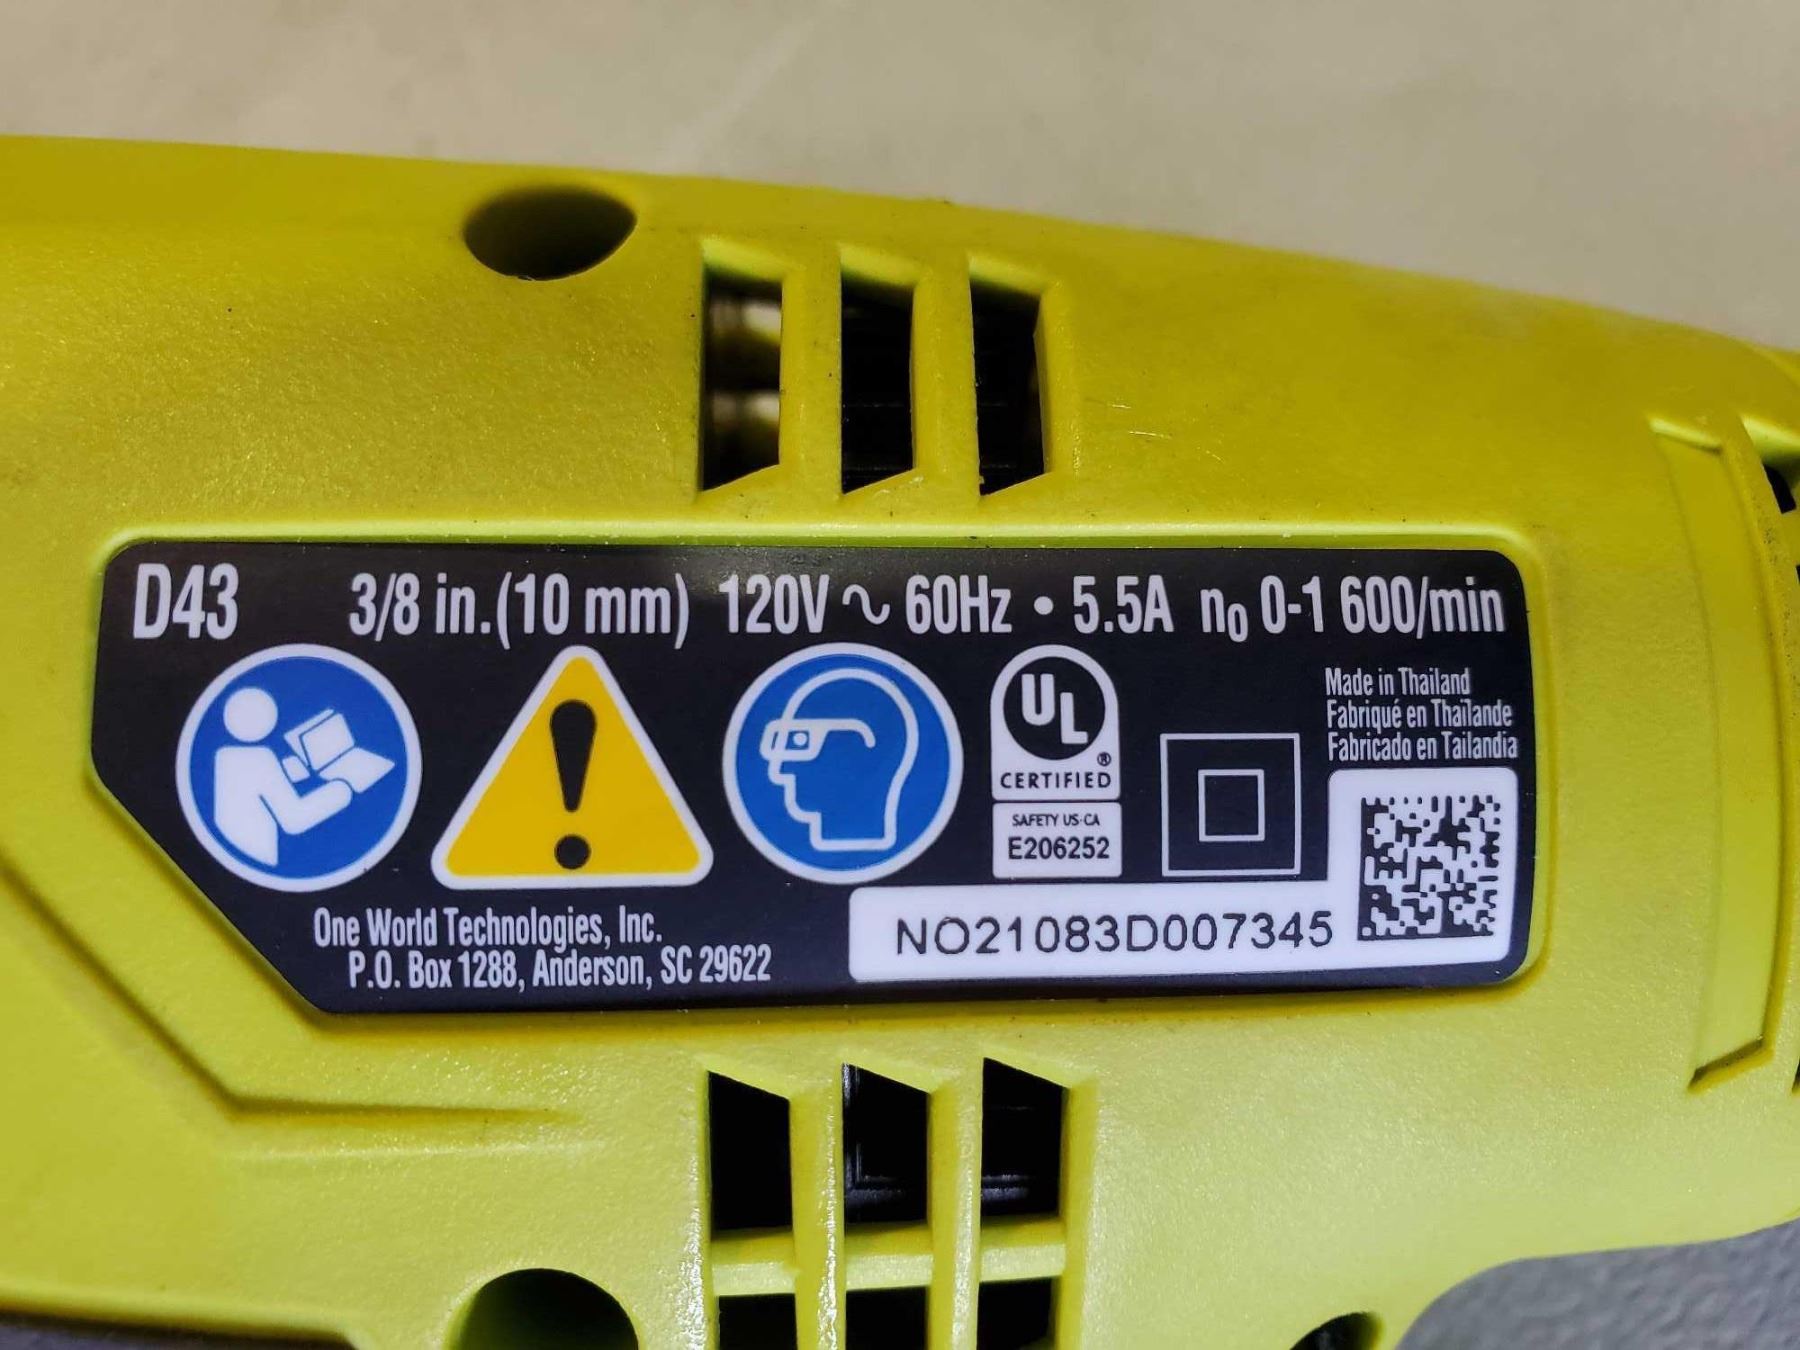 D43 3/8 in.(10 mm) 120V ~ 60Hz • 5.5A n₀ 0-1 600/min
Made in Thailand
Fabriqué en Thaïlande
Fabricado en Tailandia
UL
®
CERTIFIED
SAFETY US-CA
E206252
One World Technologies, Inc.
P.O. Box 1288, Anderson, SC 29622
NO21083D007345